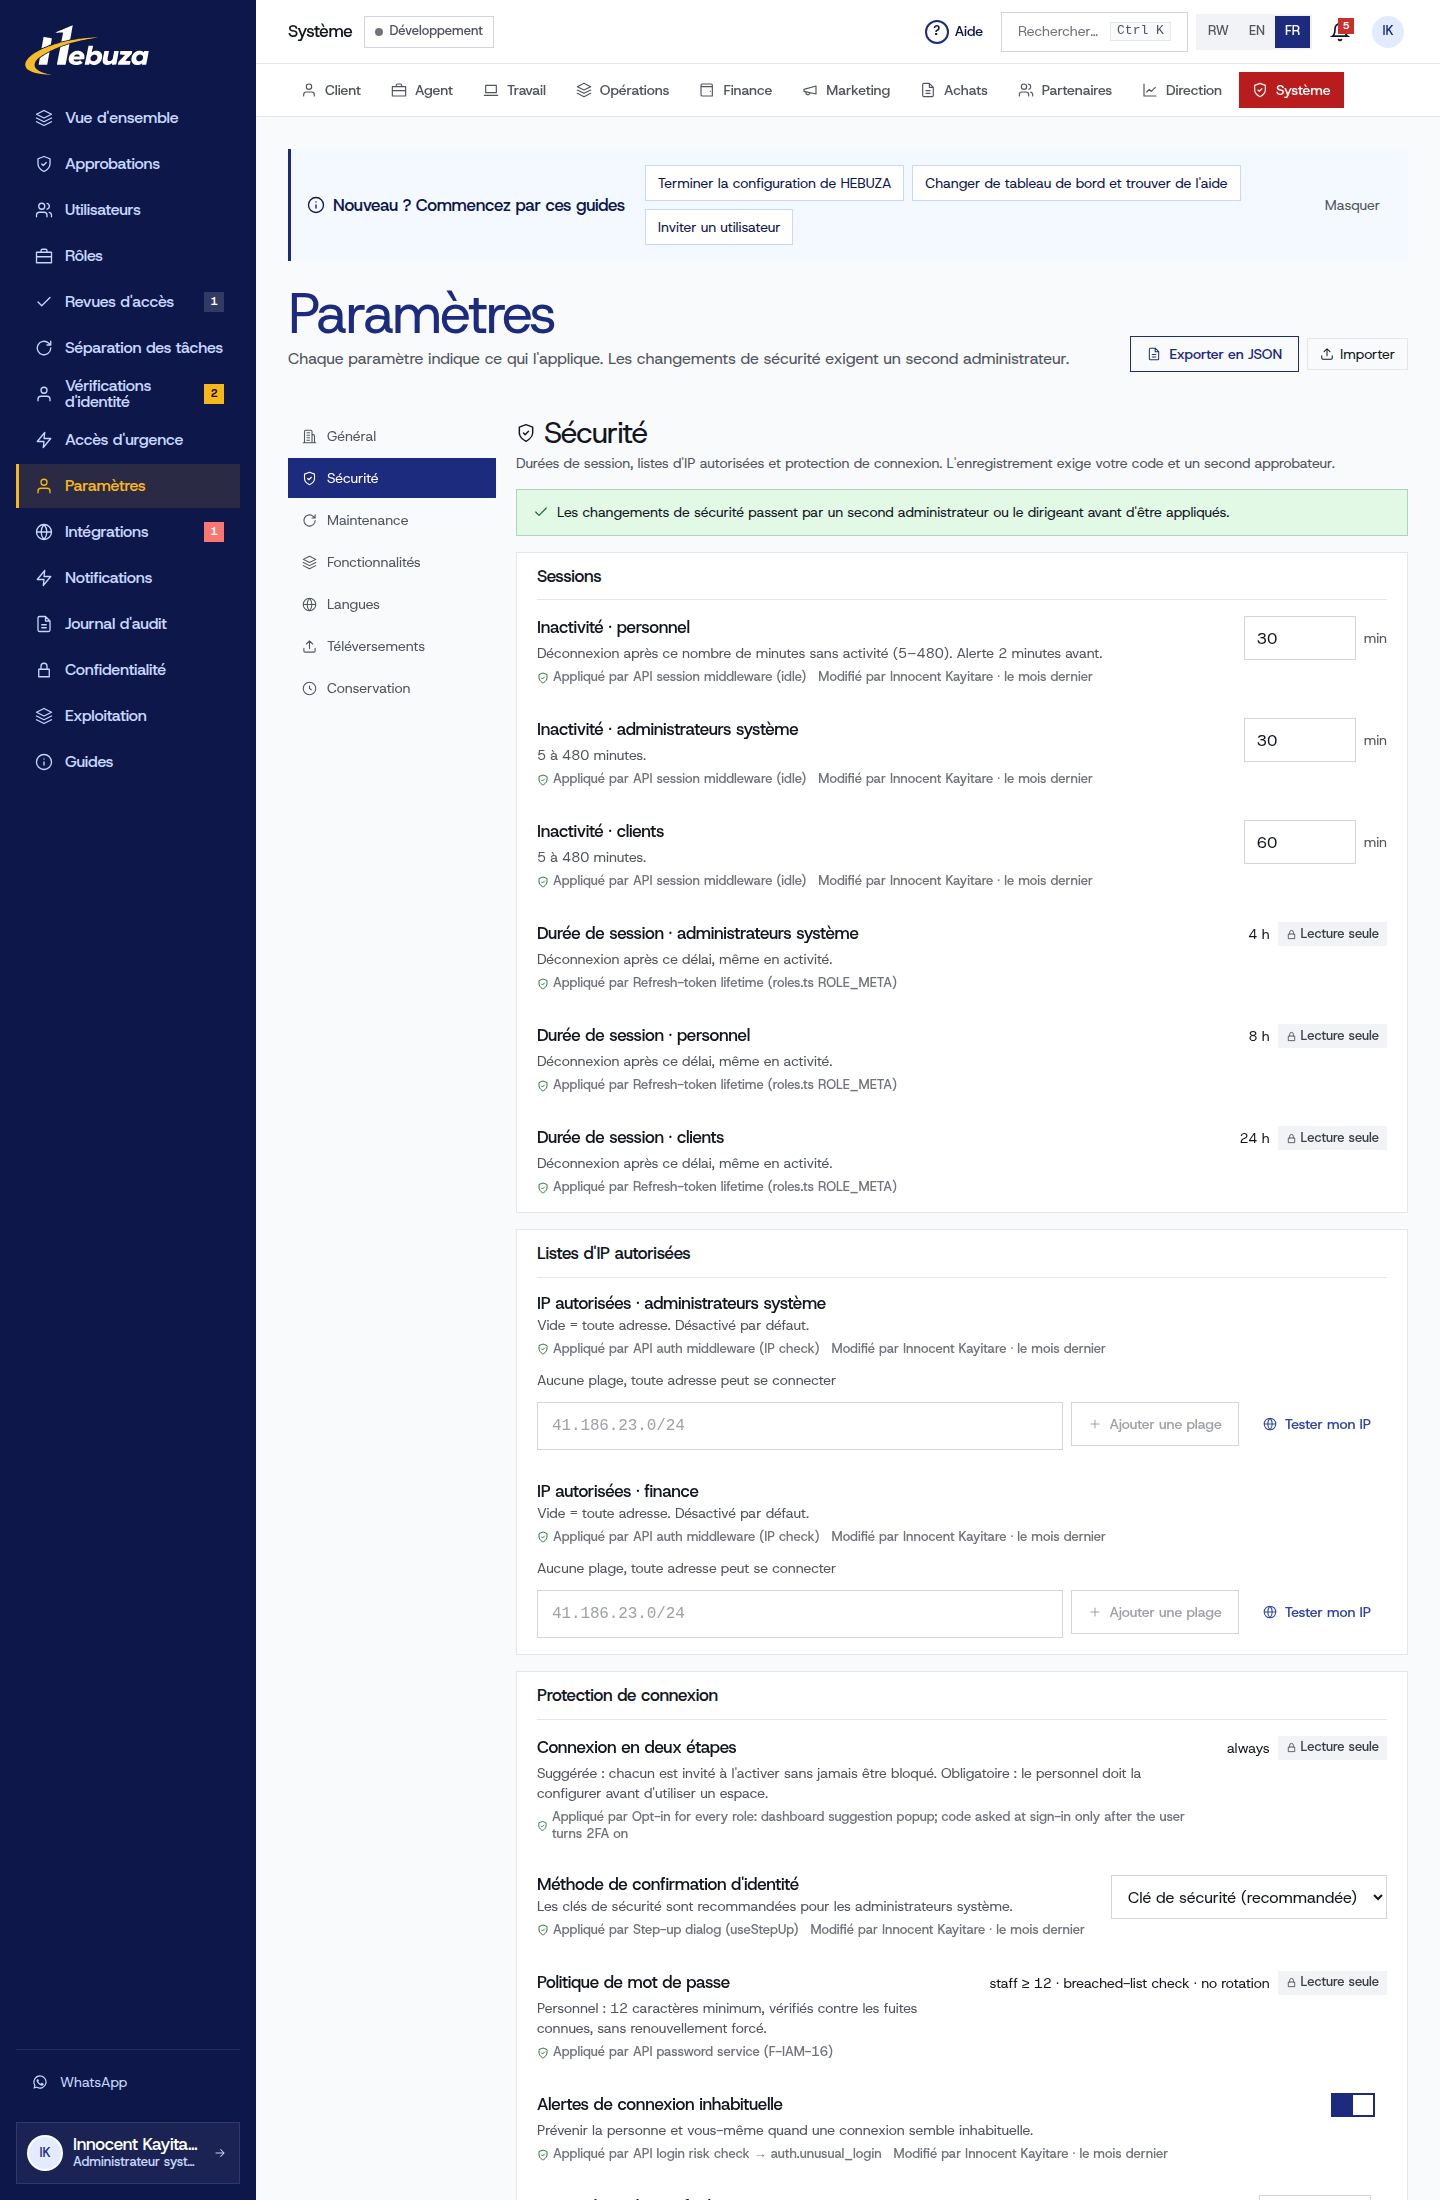 Hebuza
Vue d'ensemble
Approbations
Utilisateurs
Rôles
Revues d'accès 1
Séparation des tâches
Vérifications
d'identité 2
Accès d'urgence
Paramètres
Intégrations 1
Notifications
Journal d'audit
Confidentialité
Exploitation
Guides
WhatsApp
IK Innocent Kayita...
Administrateur syst...
Système Développement Aide Rechercher... Ctrl K RW EN FR 5 IK
Client Agent Travail Opérations Finance Marketing Achats Partenaires Direction Système
Nouveau ? Commencez par ces guides
Terminer la configuration de HEBUZA Changer de tableau de bord et trouver de l'aide
Inviter un utilisateur
Masquer
Paramètres
Chaque paramètre indique ce qui l'applique. Les changements de sécurité exigent un second administrateur.
Exporter en JSON Importer
Général
Sécurité
Maintenance
Fonctionnalités
Langues
Téléversements
Conservation
Sécurité
Durées de session, listes d'IP autorisées et protection de connexion. L'enregistrement exige votre code et un second approbateur.
Les changements de sécurité passent par un second administrateur ou le dirigeant avant d'être appliqués.
Sessions
Inactivité · personnel 30 min
Déconnexion après ce nombre de minutes sans activité (5–480). Alerte 2 minutes avant.
Appliqué par API session middleware (idle) Modifié par Innocent Kayitare · le mois dernier
Inactivité · administrateurs système 30 min
5 à 480 minutes.
Appliqué par API session middleware (idle) Modifié par Innocent Kayitare · le mois dernier
Inactivité · clients 60 min
5 à 480 minutes.
Appliqué par API session middleware (idle) Modifié par Innocent Kayitare · le mois dernier
Durée de session · administrateurs système 4 h Lecture seule
Déconnexion après ce délai, même en activité.
Appliqué par Refresh-token lifetime (roles.ts ROLE_META)
Durée de session · personnel 8 h Lecture seule
Déconnexion après ce délai, même en activité.
Appliqué par Refresh-token lifetime (roles.ts ROLE_META)
Durée de session · clients 24 h Lecture seule
Déconnexion après ce délai, même en activité.
Appliqué par Refresh-token lifetime (roles.ts ROLE_META)
Listes d'IP autorisées
IP autorisées · administrateurs système
Vide = toute adresse. Désactivé par défaut.
Appliqué par API auth middleware (IP check) Modifié par Innocent Kayitare · le mois dernier
Aucune plage, toute adresse peut se connecter
41.186.23.0/24 + Ajouter une plage Tester mon IP
IP autorisées · finance
Vide = toute adresse. Désactivé par défaut.
Appliqué par API auth middleware (IP check) Modifié par Innocent Kayitare · le mois dernier
Aucune plage, toute adresse peut se connecter
41.186.23.0/24 + Ajouter une plage Tester mon IP
Protection de connexion
Connexion en deux étapes always Lecture seule
Suggérée : chacun est invité à l'activer sans jamais être bloqué. Obligatoire : le personnel doit la
configurer avant d'utiliser un espace.
Appliqué par Opt-in for every role: dashboard suggestion popup; code asked at sign-in only after the user
turns 2FA on
Méthode de confirmation d'identité Clé de sécurité (recommandée)
Les clés de sécurité sont recommandées pour les administrateurs système.
Appliqué par Step-up dialog (useStepUp) Modifié par Innocent Kayitare · le mois dernier
Politique de mot de passe staff ≥ 12 · breached-list check · no rotation Lecture seule
Personnel : 12 caractères minimum, vérifiés contre les fuites
connues, sans renouvellement forcé.
Appliqué par API password service (F-IAM-16)
Alertes de connexion inhabituelle
Prévenir la personne et vous-même quand une connexion semble inhabituelle.
Appliqué par API login risk check → auth.unusual_login Modifié par Innocent Kayitare · le mois dernier